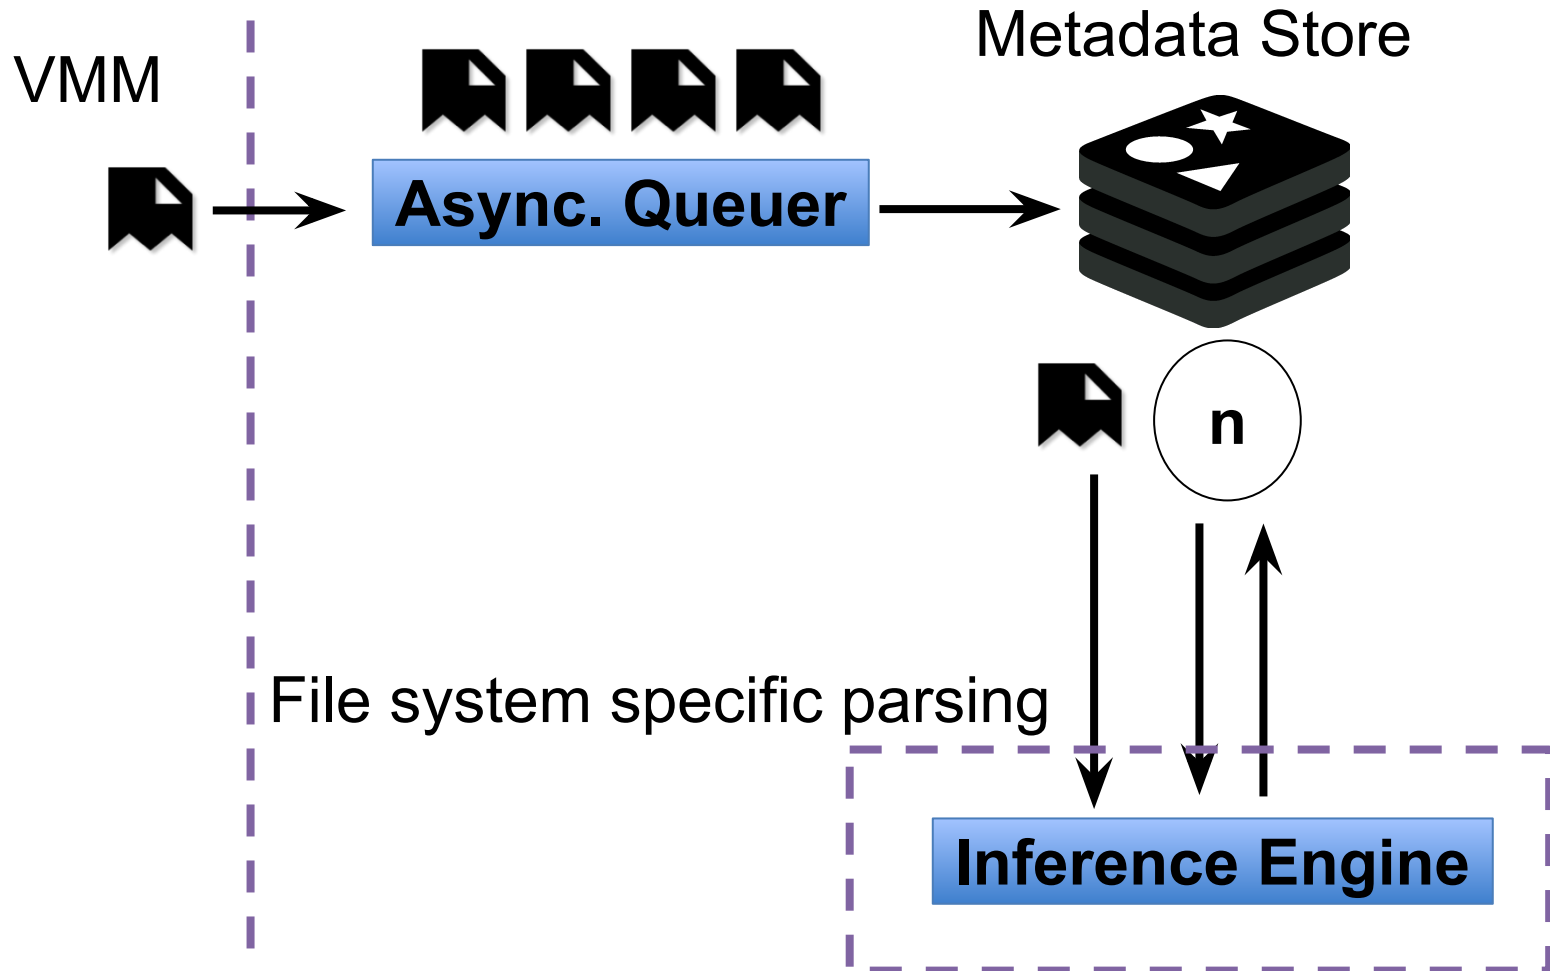 VMM
Metadata Store
Async. Queuer
n
File system specific parsing
Inference Engine